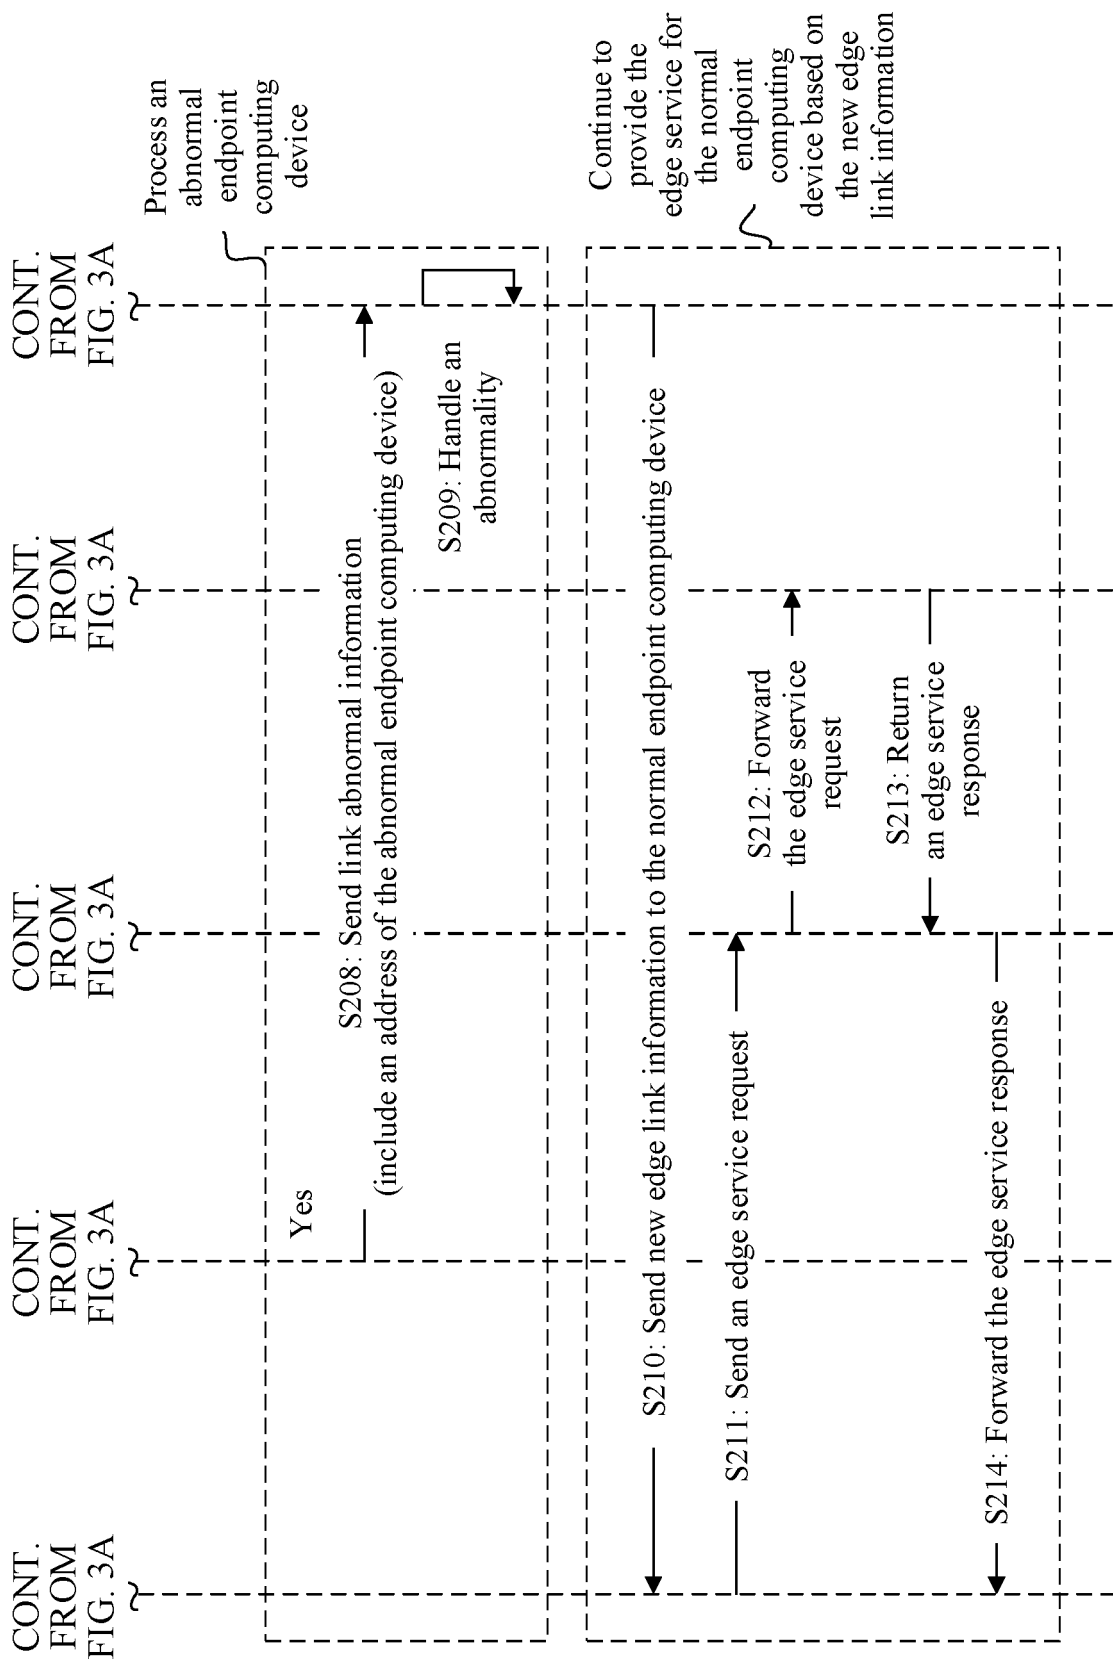 CONT.
FROM
FIG. 3A
CONT.
FROM
FIG. 3A
CONT.
FROM
FIG. 3A
CONT.
FROM
FIG. 3A
CONT.
FROM
FIG. 3A
Process an
abnormal
endpoint
computing
device
Yes
S208: Send link abnormal information
(include an address of the abnormal endpoint computing device)
S209: Handle an
abnormality
Continue to
provide the
edge service for
the normal
endpoint
computing
device based on
the new edge
link information
S210: Send new edge link information to the normal endpoint computing device
S211: Send an edge service request
S212: Forward
the edge service
request
S213: Return
an edge service
response
S214: Forward the edge service response